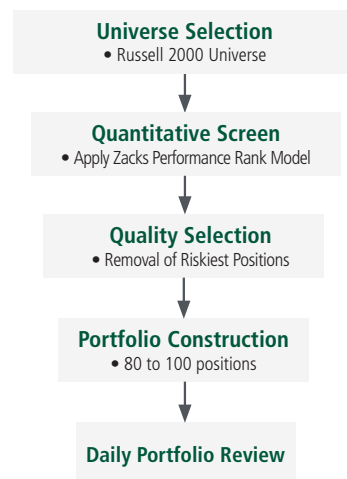 Universe Selection
• Russell 2000 Universe
Quantitative Screen
• Apply Zacks Performance Rank Model
Quality Selection
• Removal of Riskiest Positions
Portfolio Construction
• 80 to 100 positions
Daily Portfolio Review